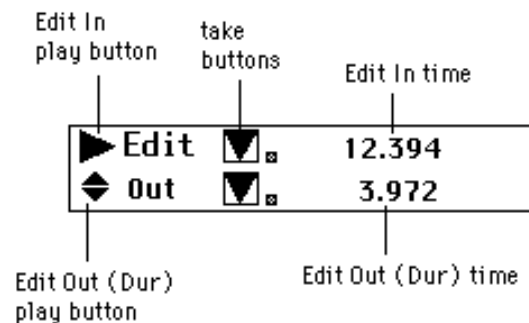 Edit In
play button
take
buttons
Edit In time
Edit 12.394
Out 3.972
Edit Out (Dur)
play button
Edit Out (Dur) time